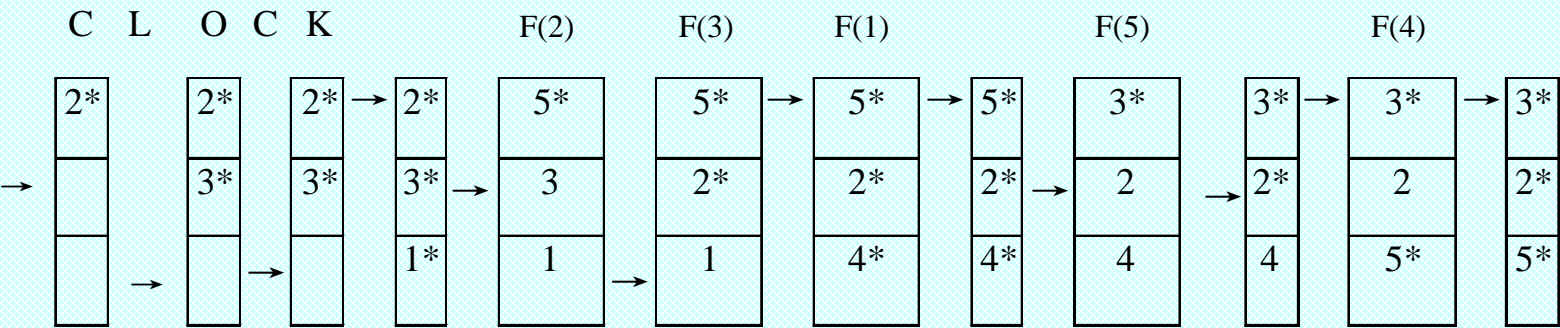 C L O C K F(2) F(3) F(1) F(5) F(4)
2* 2* 2* → 2* 5* 5* → 5* → 5* 3* 3* → 3* → 3*
→ 3* 3* 3* → 3 2* 2* 2* → 2 → 2* 2 2*
→ → 1* 1 → 1 4* 4* 4 4 5* 5*